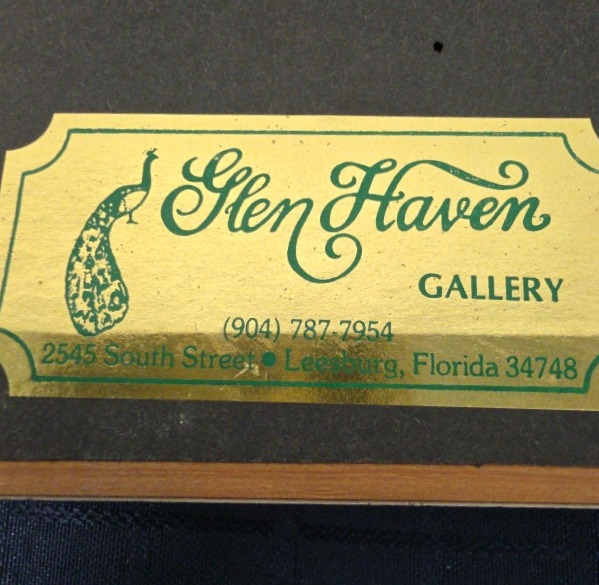 Glen Haven
GALLERY
(904) 787-7954
2545 South Street • Leesburg, Florida 34748